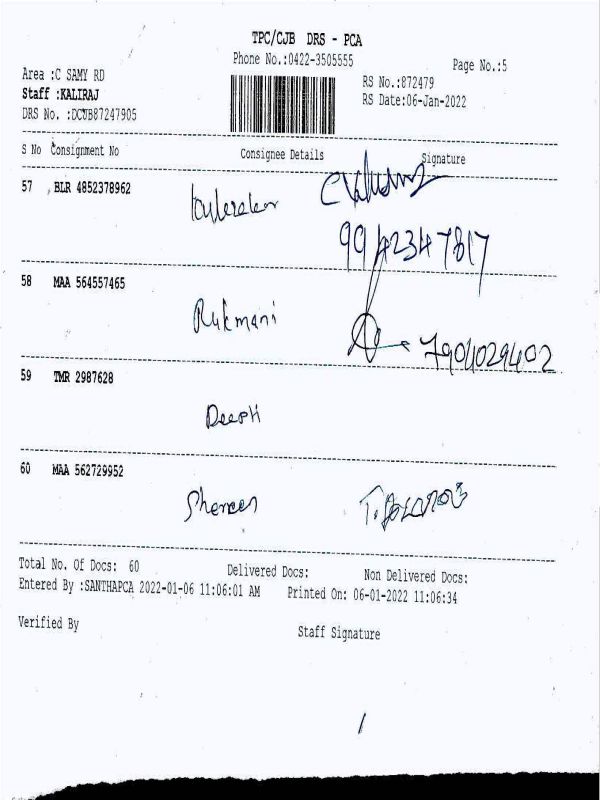 TPC/CJB DRS - PCA
Phone No.:0422-3505555
Page No.:5
Area :C SAMY RD
RS No.:872479
Staff :KALIRAJ
RS Date:06-Jan-2022
DRS No. :DCJB87247905
S No Consignment No Consignee Details Signature
57 BLR 4852378962
9942347817
58 MAA 564557465
Rukmani
7904029402
59 TMR 2987628
Deepti
60 MAA 562729952
Total No. Of Docs: 60 Delivered Docs: Non Delivered Docs:
Entered By :SANTHAPCA 2022-01-06 11:06:01 AM Printed On: 06-01-2022 11:06:34
Verified By Staff Signature